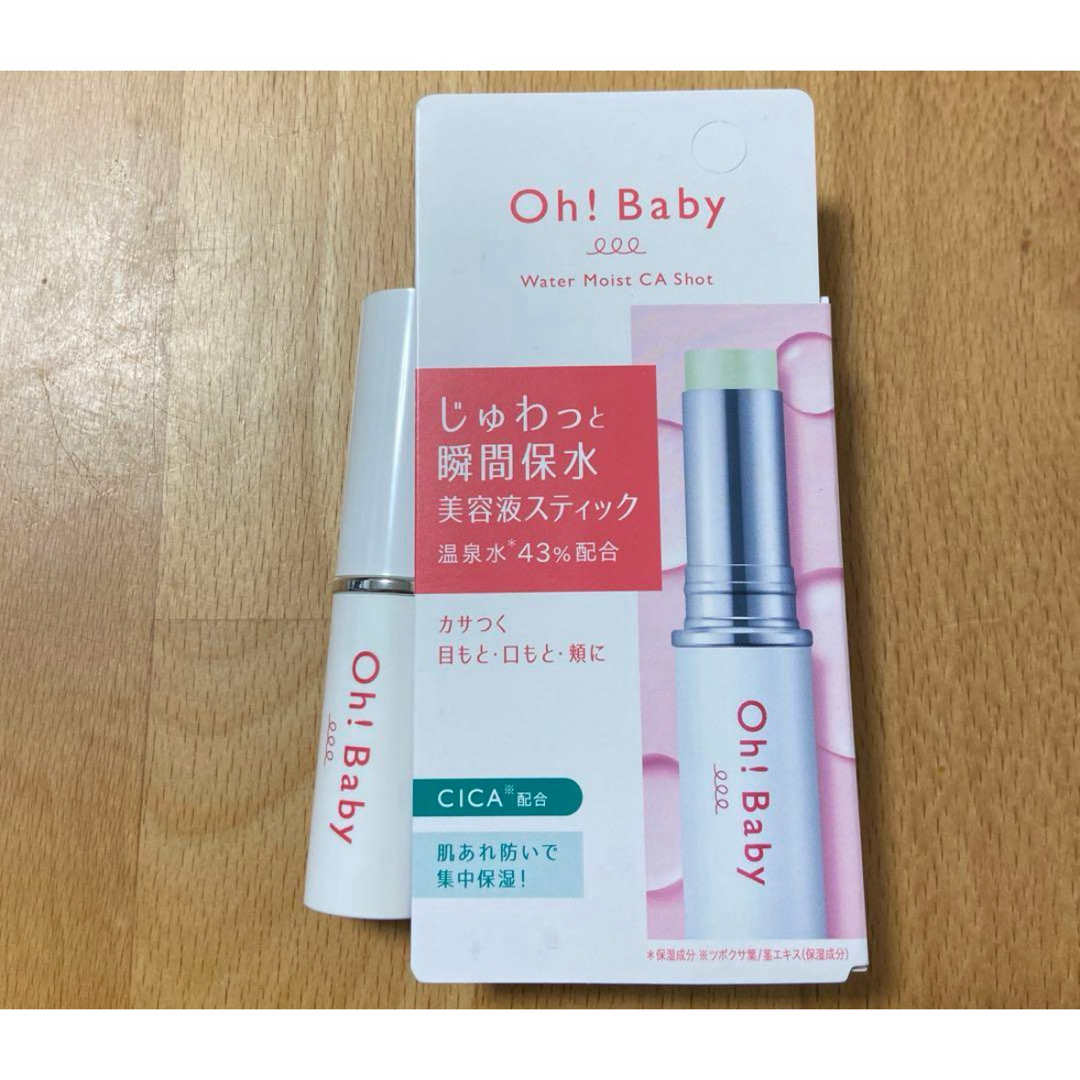 Oh! Baby
Water Moist CA Shot
じゅわっと
瞬間保水
美容液スティック
温泉水*43%配合
カサつく
目もと・口もと・頬に
CICA※配合
肌あれ防いで
集中保湿!
Oh! Baby
Oh! Baby
*保湿成分 ※ツボクサ葉/茎エキス(保湿成分)